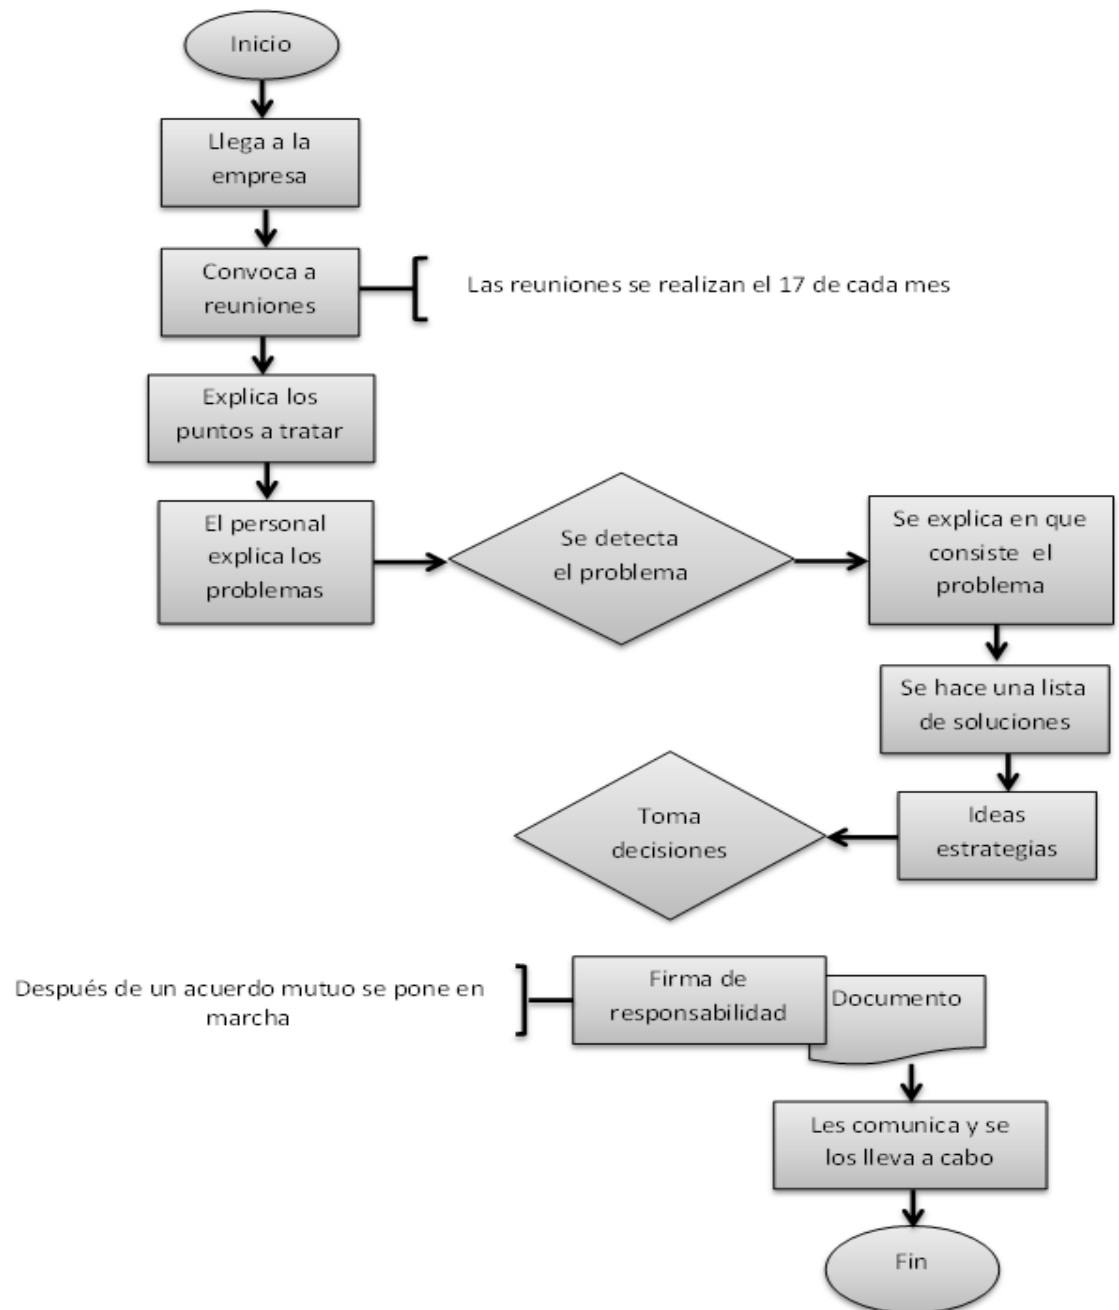 Inicio
Llega a la
empresa
Convoca a
reuniones
Las reuniones se realizan el 17 de cada mes
Explica los
puntos a tratar
El personal
explica los
problemas
Se detecta
el problema
Se explica en que
consiste el
problema
Se hace una lista
de soluciones
Ideas
estrategias
Toma
decisiones
Después de un acuerdo mutuo se pone en
marcha
Firma de
responsabilidad
Documento
Les comunica y se
los lleva a cabo
Fin